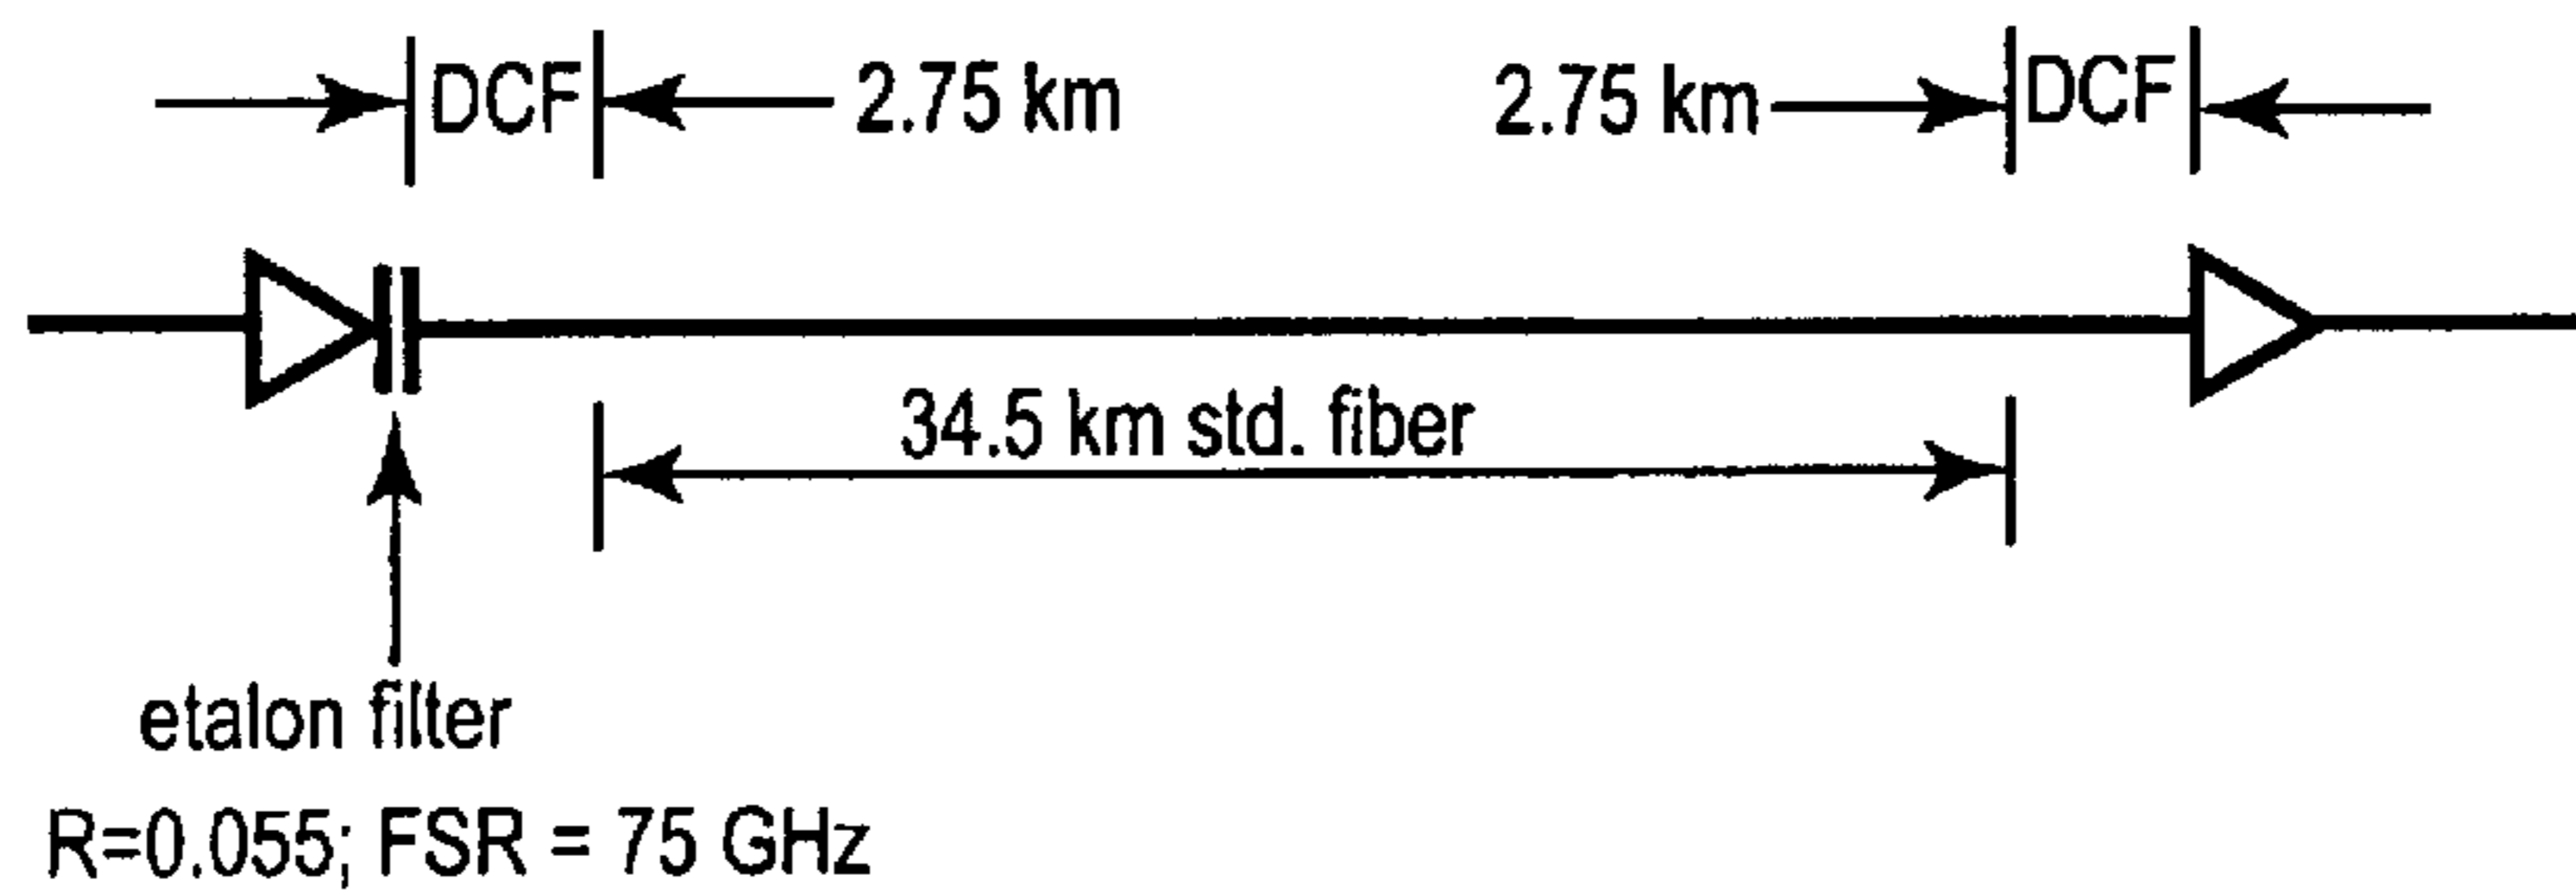 DCF
2.75 km
2.75 km
DCF
34.5 km std. fiber
etalon filter
R=0.055; FSR = 75 GHz